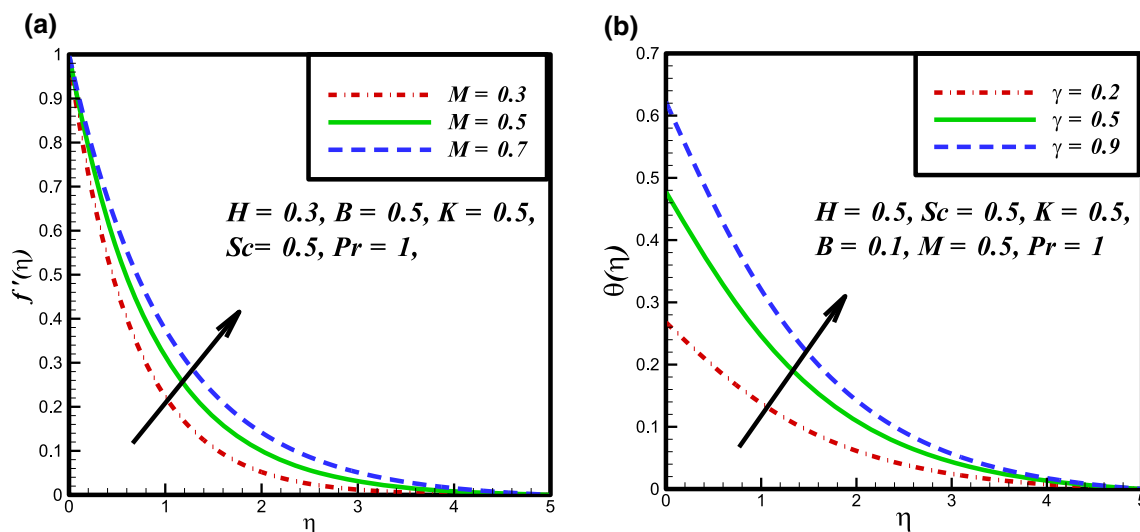 (a)
1
0.9
0.8
0.7
0.6
0.5
0.4
0.3
0.2
0.1
0
f'(η)
M = 0.3
M = 0.5
M = 0.7
H = 0.3, B = 0.5, K = 0.5,
Sc= 0.5, Pr = 1,
0 1 2 3 4 5
η
(b)
0.7
0.6
0.5
0.4
0.3
0.2
0.1
0
θ(η)
γ = 0.2
γ = 0.5
γ = 0.9
H = 0.5, Sc = 0.5, K = 0.5,
B = 0.1, M = 0.5, Pr = 1
0 1 2 3 4 5
η